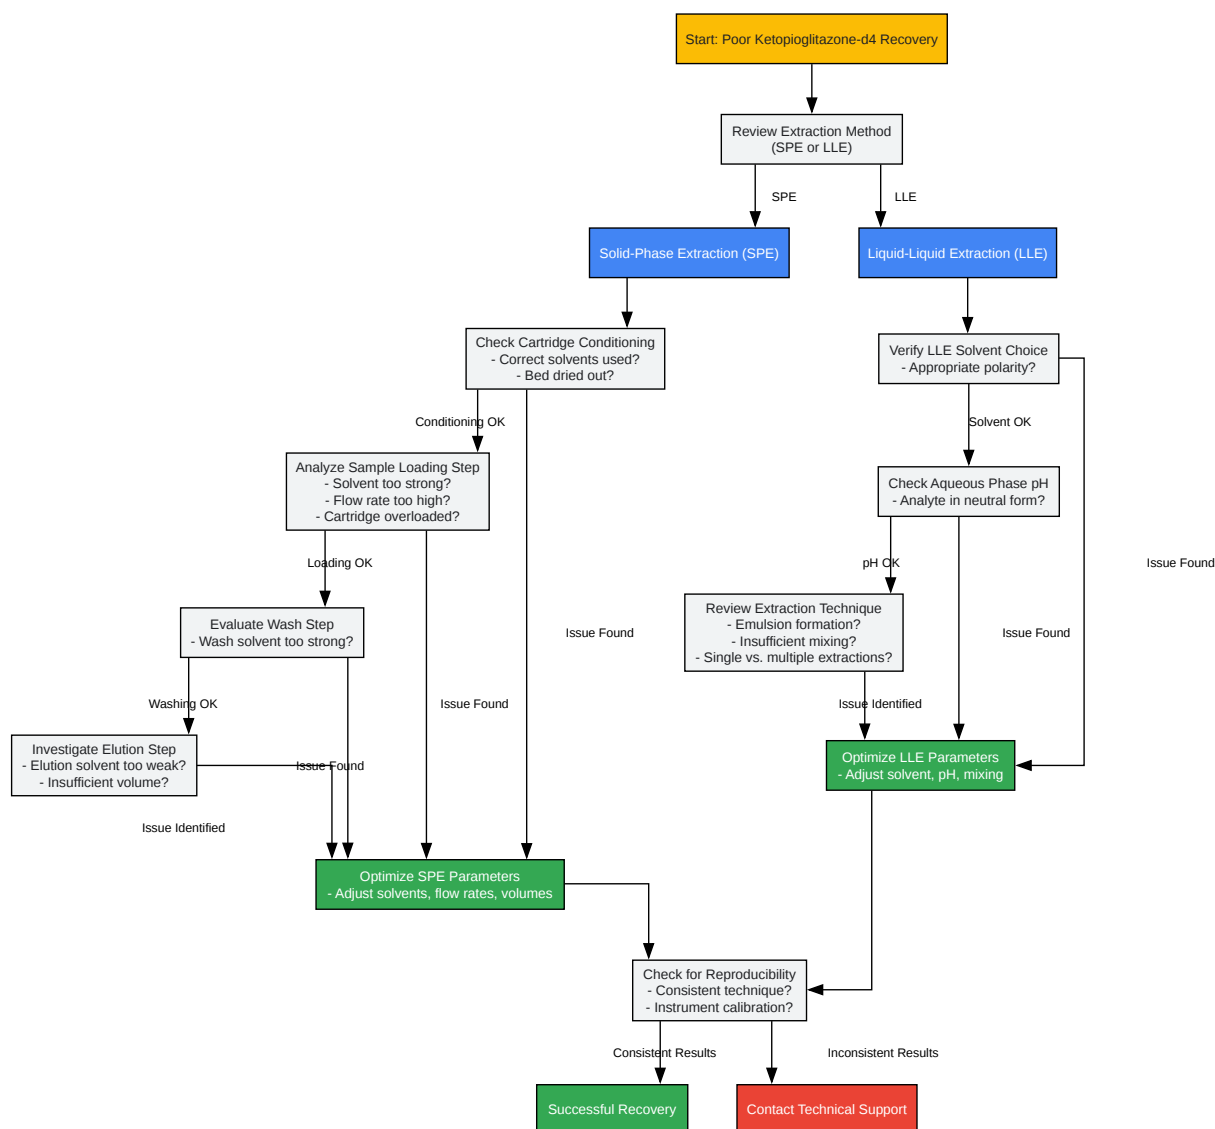 Start: Poor Ketopioglitazone-d4 Recovery
Review Extraction Method
(SPE or LLE)
SPE
LLE
Solid-Phase Extraction (SPE)
Liquid-Liquid Extraction (LLE)
Check Cartridge Conditioning
- Correct solvents used?
- Bed dried out?
Verify LLE Solvent Choice
- Appropriate polarity?
Conditioning OK
Solvent OK
Analyze Sample Loading Step
- Solvent too strong?
- Flow rate too high?
- Cartridge overloaded?
Check Aqueous Phase pH
- Analyte in neutral form?
Loading OK
pH OK
Issue Found
Evaluate Wash Step
- Wash solvent too strong?
Issue Found
Review Extraction Technique
- Emulsion formation?
- Insufficient mixing?
- Single vs. multiple extractions?
Issue Found
Washing OK
Issue Found
Issue Identified
Investigate Elution Step
- Elution solvent too weak?
- Insufficient volume?
Issue Found
Optimize LLE Parameters
- Adjust solvent, pH, mixing
Issue Identified
Optimize SPE Parameters
- Adjust solvents, flow rates, volumes
Check for Reproducibility
- Consistent technique?
- Instrument calibration?
Consistent Results
Inconsistent Results
Successful Recovery
Contact Technical Support